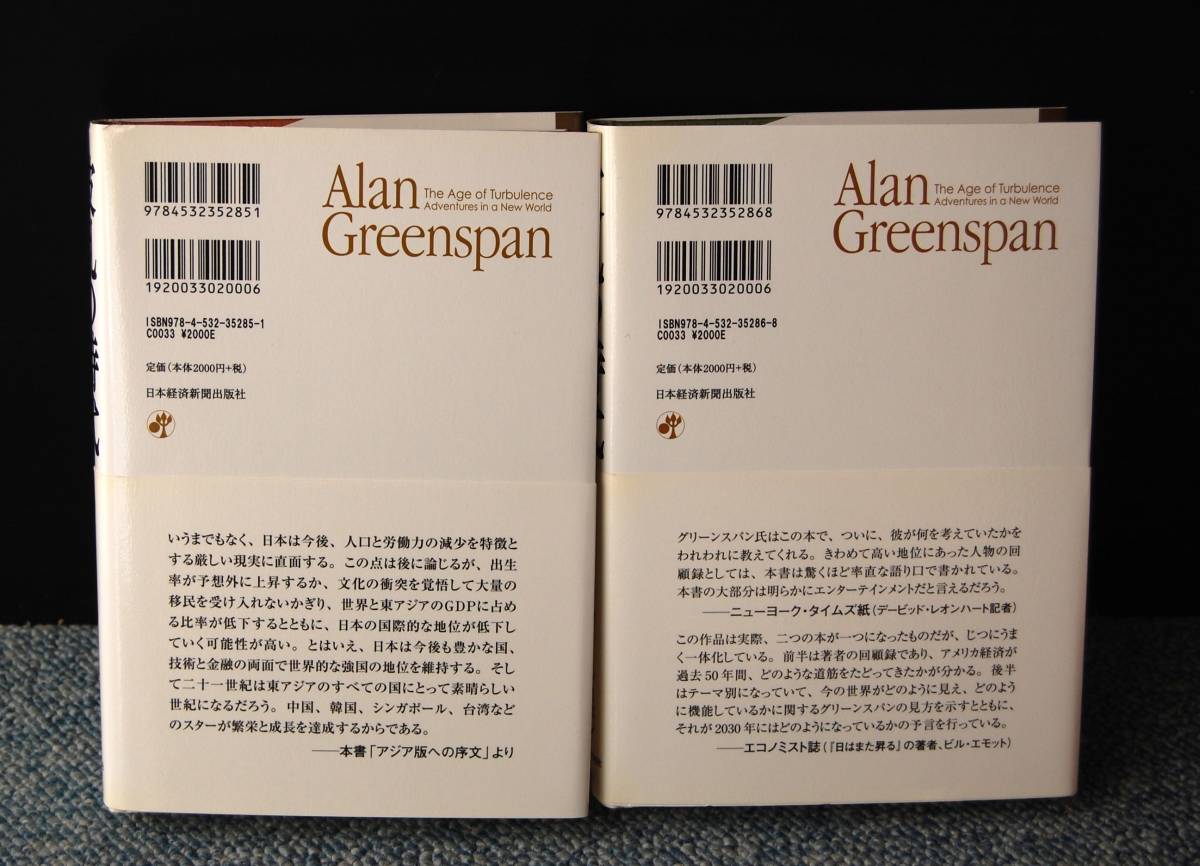 9784532352851
1920033020006
ISBN978-4-532-35285-1
C0033 ¥2000E
定価(本体2000円+税)
日本経済新聞出版社
Alan
Greenspan
The Age of Turbulence
Adventures in a New World
いうまでもなく、日本は今後、人口と労働力の減少を特徴と
する厳しい現実に直面する。この点は後に論じるが、出生
率が予想外に上昇するか、文化の衝突を覚悟して大量の
移民を受け入れないかぎり、世界と東アジアのGDPに占め
る比率が低下するとともに、日本の国際的な地位が低下し
ていく可能性が高い。とはいえ、日本は今後も豊かな国、
技術と金融の両面で世界的な強国の地位を維持する。そし
て二十一世紀は東アジアのすべての国にとって素晴らしい
世紀になるだろう。中国、韓国、シンガポール、台湾など
のスターが繁栄と成長を達成するからである。
――本書「アジア版への序文」より
9784532352868
1920033020006
ISBN978-4-532-35286-8
C0033 ¥2000E
定価(本体2000円+税)
日本経済新聞出版社
Alan
Greenspan
The Age of Turbulence
Adventures in a New World
グリーンスパン氏はこの本で、ついに、彼が何を考えていたかを
われわれに教えてくれる。きわめて高い地位にあった人物の回
顧録としては、本書は驚くほど率直な語り口で書かれている。
本書の大部分は明らかにエンターテインメントだと言えるだろう。
――ニューヨーク・タイムズ紙(デービッド・レオンハート記者)
この作品は実際、二つの本が一つになったものだが、じつにうま
く一体化している。前半は著者の回顧録であり、アメリカ経済が
過去50年間、どのような道筋をたどってきたかが分かる。後半
はテーマ別になっていて、今の世界がどのように見え、どのよう
に機能しているかに関するグリーンスパンの見方を示すとともに、
それが2030年にはどのようになっているかの予言を行っている。
――エコノミスト誌(『日はまた昇る』の著者、ビル・エモット)